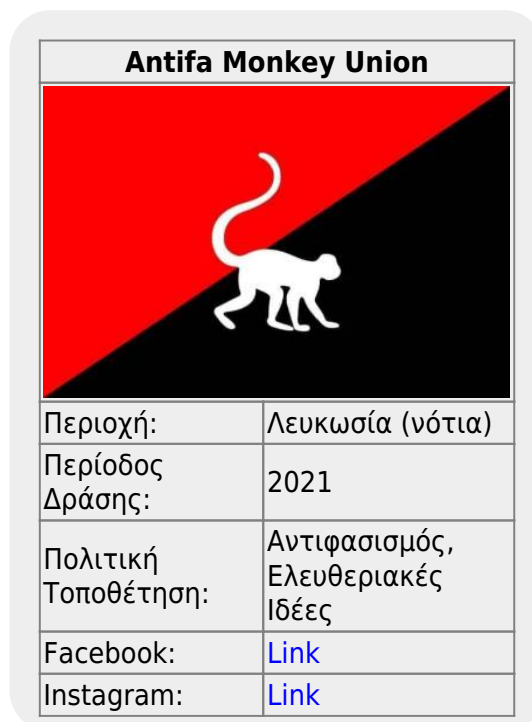 Antifa Monkey Union
Περιοχή: Λευκωσία (νότια)
Περίοδος
Δράσης: 2021
Πολιτική
Τοποθέτηση: Αντιφασισμός,
Ελευθεριακές
Ιδέες
Facebook: Link
Instagram: Link